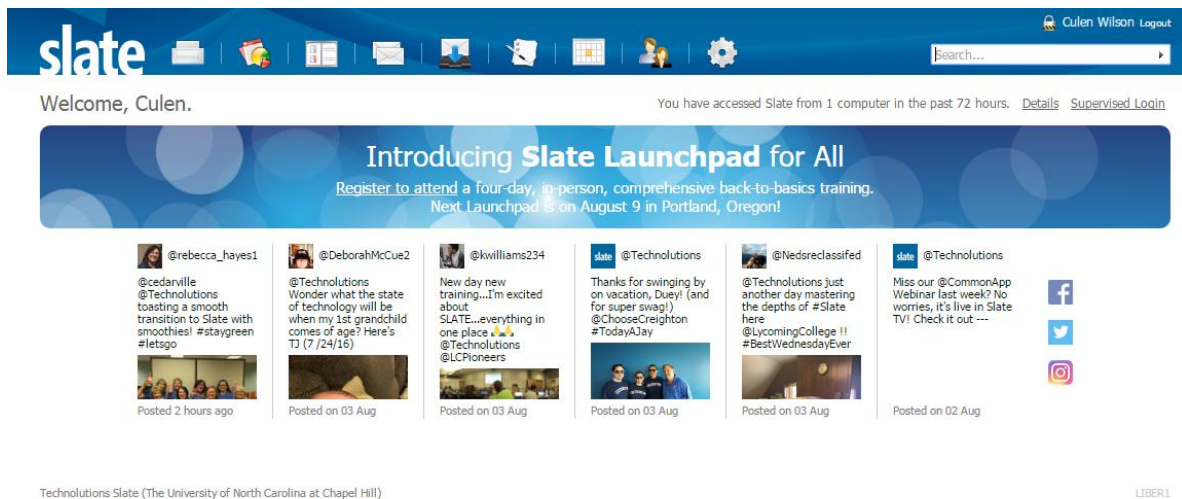 slate
Culen Wilson Logout
Search...
Welcome, Culen.
You have accessed Slate from 1 computer in the past 72 hours. Details Supervised Login
Introducing Slate Launchpad for All
Register to attend a four-day, in-person, comprehensive back-to-basics training.
Next Launchpad is on August 9 in Portland, Oregon!
@rebecca_hayes1
@cedarville
@Technolutions
toasting a smooth
transition to Slate with
smoothies! #staygreen
#letsgo
Posted 2 hours ago
@DeborahMcCue2
@Technolutions
Wonder what the state
of technology will be
when my 1st grandchild
comes of age? Here's
TJ (7 /24/16)
Posted on 03 Aug
@kwilliams234
New day new
training...I'm excited
about
SLATE...everything in
one place 🙏🙏
@Technolutions
@LCPioneers
Posted on 03 Aug
slate @Technolutions
Thanks for swinging by
on vacation, Duey! (and
for super swag!)
@ChooseCreighton
#TodayAJay
Posted on 03 Aug
@Nedsreclassifed
@Technolutions just
another day mastering
the depths of #Slate
here
@LycomingCollege !!
#BestWednesdayEver
Posted on 03 Aug
slate @Technolutions
Miss our @CommonApp
Webinar last week? No
worries, it's live in Slate
TV! Check it out ---
Posted on 02 Aug
Technolutions Slate (The University of North Carolina at Chapel Hill)
LIBER1